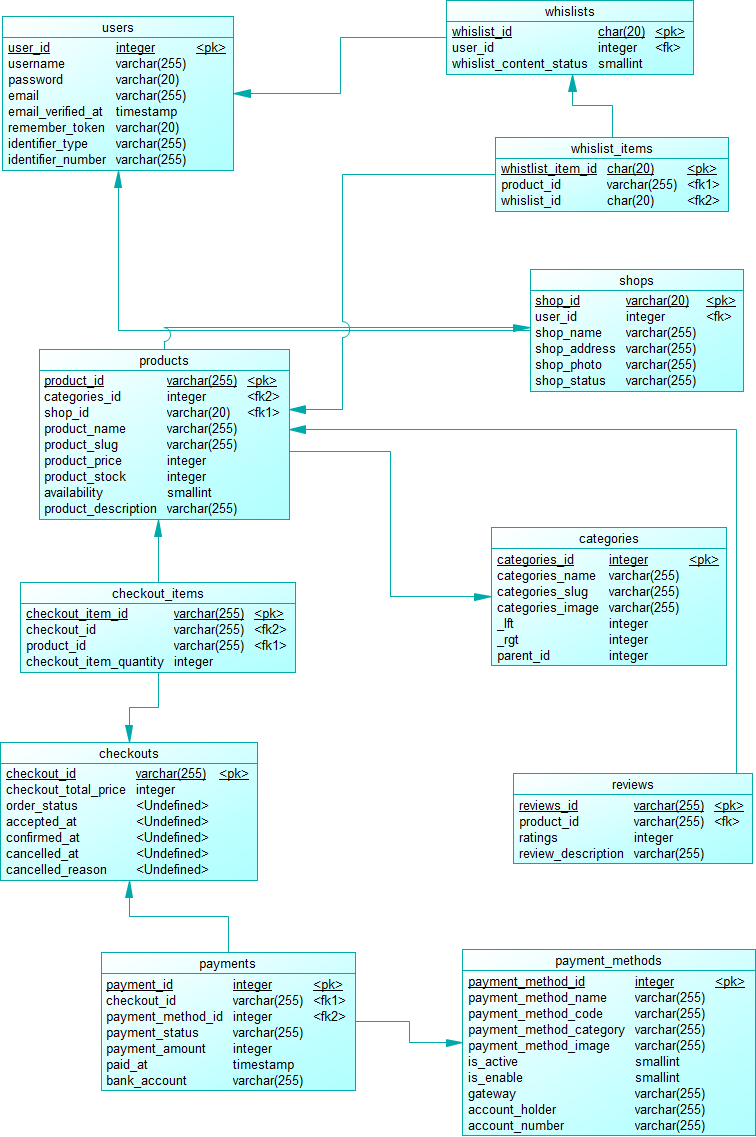 users
user_id integer <pk>
username varchar(255)
password varchar(20)
email varchar(255)
email_verified_at timestamp
remember_token varchar(20)
identifier_type varchar(255)
identifier_number varchar(255)
whislists
whislist_id char(20) <pk>
user_id integer <fk>
whislist_content_status smallint
whislist_items
whistlist_item_id char(20) <pk>
product_id varchar(255) <fk1>
whislist_id char(20) <fk2>
shops
shop_id varchar(20) <pk>
user_id integer <fk>
shop_name varchar(255)
shop_address varchar(255)
shop_photo varchar(255)
shop_status varchar(255)
products
product_id varchar(255) <pk>
categories_id integer <fk2>
shop_id varchar(20) <fk1>
product_name varchar(255)
product_slug varchar(255)
product_price integer
product_stock integer
availability smallint
product_description varchar(255)
categories
categories_id integer <pk>
categories_name varchar(255)
categories_slug varchar(255)
categories_image varchar(255)
_lft integer
_rgt integer
parent_id integer
checkout_items
checkout_item_id varchar(255) <pk>
checkout_id varchar(255) <fk2>
product_id varchar(255) <fk1>
checkout_item_quantity integer
checkouts
checkout_id varchar(255) <pk>
checkout_total_price integer
order_status <Undefined>
accepted_at <Undefined>
confirmed_at <Undefined>
cancelled_at <Undefined>
cancelled_reason <Undefined>
reviews
reviews_id varchar(255) <pk>
product_id varchar(255) <fk>
ratings integer
review_description varchar(255)
payments
payment_id integer <pk>
checkout_id varchar(255) <fk1>
payment_method_id integer <fk2>
payment_status varchar(255)
payment_amount integer
paid_at timestamp
bank_account varchar(255)
payment_methods
payment_method_id integer <pk>
payment_method_name varchar(255)
payment_method_code varchar(255)
payment_method_category varchar(255)
payment_method_image varchar(255)
is_active smallint
is_enable smallint
gateway varchar(255)
account_holder varchar(255)
account_number varchar(255)